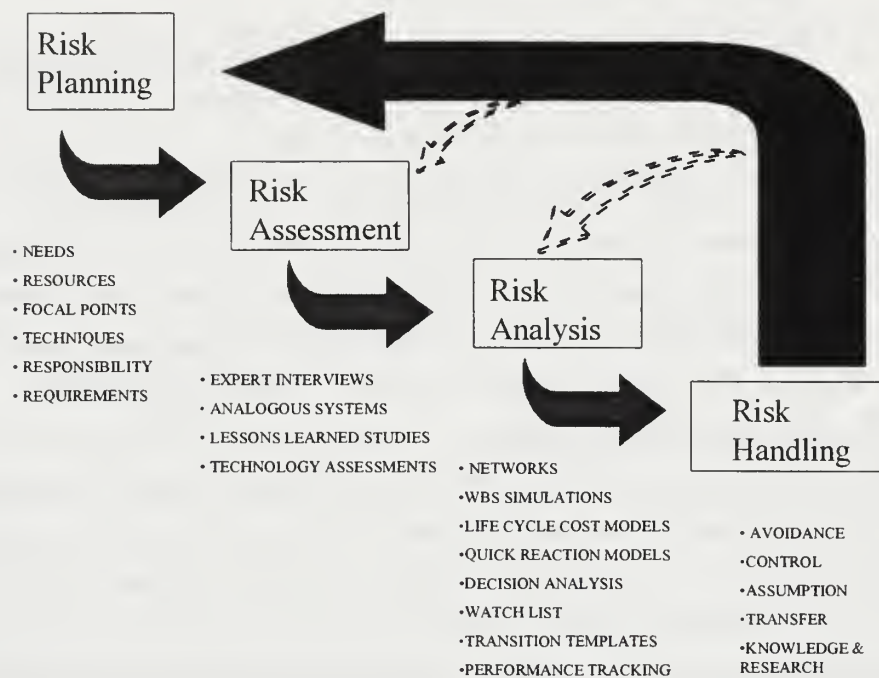 Risk
Planning
• NEEDS
• RESOURCES
• FOCAL POINTS
• TECHNIQUES
• RESPONSIBILITY
• REQUIREMENTS
Risk
Assessment
• EXPERT INTERVIEWS
• ANALOGOUS SYSTEMS
• LESSONS LEARNED STUDIES
• TECHNOLOGY ASSESSMENTS
Risk
Analysis
• NETWORKS
•WBS SIMULATIONS
•LIFE CYCLE COST MODELS
•QUICK REACTION MODELS
•DECISION ANALYSIS
•WATCH LIST
•TRANSITION TEMPLATES
•PERFORMANCE TRACKING
Risk
Handling
• AVOIDANCE
•CONTROL
•ASSUMPTION
•TRANSFER
•KNOWLEDGE &
RESEARCH